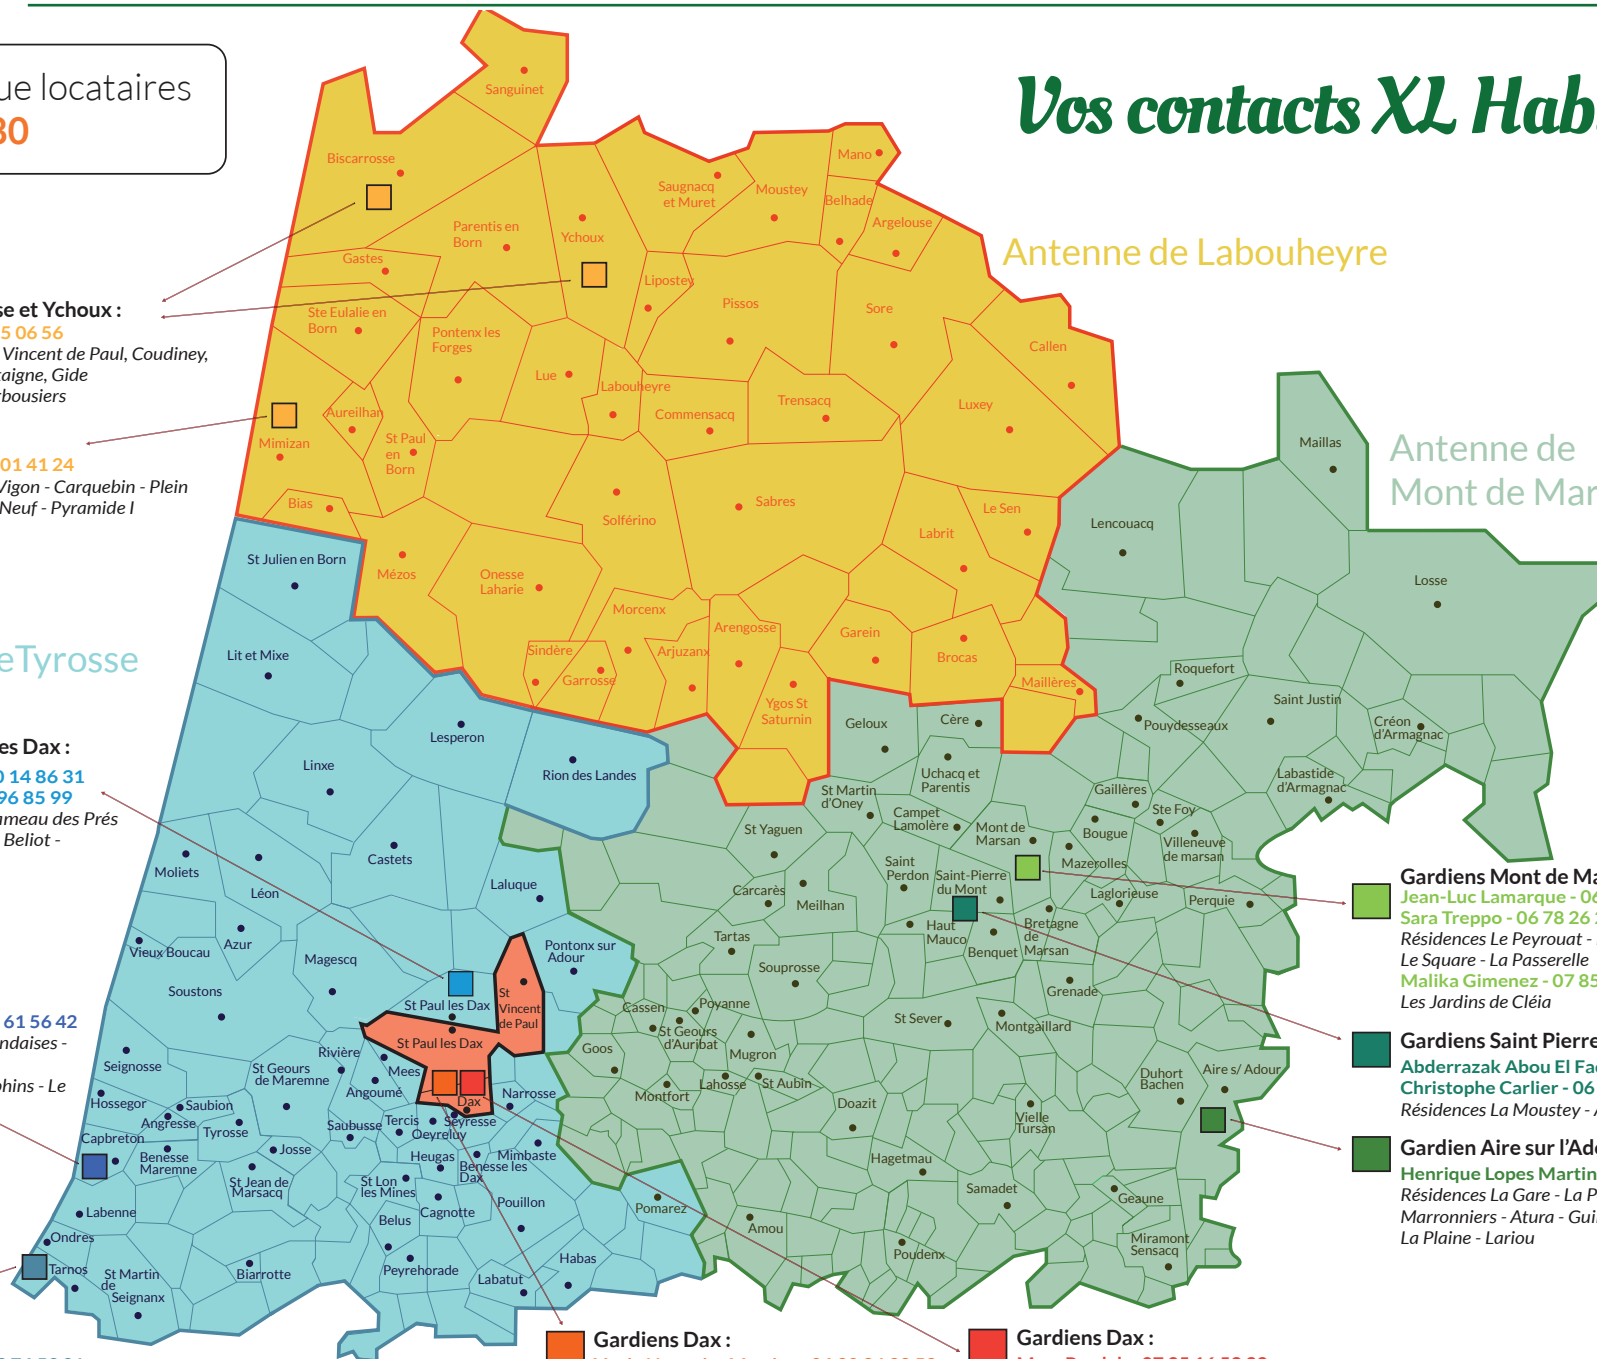 ue locataires
30
Vos contacts XL Hab
Antenne de Labouheyre
Antenne de
Mont de Mar
eTyrosse
se et Ychoux :
5 06 56
Vincent de Paul, Coudiney,
taigne, Gide
bousiers
01 41 24
Vigon - Carquebin - Plein
Neuf - Pyramide I
es Dax :
0 14 86 31
96 85 99
ameau des Prés
Beliot -
61 56 42
ndaises -
phins - Le
Sanguinet
Biscarrosse
Parentis en
Born
Gastes
Ychoux
Saugnacq
et Muret
Moustey
Mano
Belhade
Argelouse
Lipostey
Pissos
Sore
Callen
Ste Eulalie en
Born
Pontenx les
Forges
Lue
Labouheyre
Commensacq
Trensacq
Luxey
Aureilhan
Mimizan
St Paul
en
Born
Bias
Solférino
Sabres
Le Sen
Labrit
Mézos
Onesse
Laharie
Morcenx
Sindère
Garrosse
Arjuzanx
Arengosse
Garein
Brocas
Maillères
Ygos St
Saturnin
Maillas
Lencouacq
Losse
Roquefort
Saint Justin
Pouydesseaux
Créon
d'Armagnac
Labastide
d'Armagnac
Geloux
Cère
Uchacq et
Parentis
St Martin
d'Oney
Campet
Lamolère
Mont de
Marsan
Gaillères
Ste Foy
Bougue
Villeneuve
de marsan
Mazerolles
St Yaguen
Saint
Perdon
Saint-Pierre
du Mont
Laglorieuse
Perquie
Carcarès
Meilhan
Haut
Mauco
Bretagne
de
Marsan
Benquet
Tartas
Souprosse
Grenade
Cassen
Poyanne
St Sever
Montgaillard
St Geours
d'Auribat
Goos
Mugron
Montfort
Lahosse
St Aubin
Doazit
Duhort
Bachen
Aire s/ Adour
Vielle
Tursan
Hagetmau
Samadet
Geaune
Miramont
Sensacq
Amou
Poudenx
Pomarez
St Julien en Born
Lit et Mixe
Lesperon
Linxe
Rion des Landes
Castets
Moliets
Léon
Laluque
Azur
Vieux Boucau
Magescq
Pontonx sur
Adour
Soustons
St Paul les Dax
St
Vincent
de Paul
St Paul les Dax
Dax
Seignosse
Rivière
St Geours
de Maremne
Mees
Angoumé
Narrosse
Hossegor
Saubion
Angresse
Tyrosse
Saubusse
Tercis
Oeyreluy
Seyresse
Capbreton
Benesse
Maremne
Josse
Heugas
Benesse les
Dax
Mimbaste
St Jean de
Marsacq
St Lon
les Mines
Cagnotte
Pouillon
Labenne
Belus
Ondres
Tarnos
Biarrotte
Peyrehorade
Habas
Labatut
St Martin
de
Seignanx
Gardiens Mont de Ma
Jean-Luc Lamarque - 06
Sara Treppo - 06 78 26
Résidences Le Peyrouat -
Le Square - La Passerelle
Malika Gimenez - 07 85
Les Jardins de Cléia
Gardiens Saint Pierre
Abderrazak Abou El Fa
Christophe Carlier - 06
Résidences La Moustey -
Gardien Aire sur l'Ado
Henrique Lopes Martin
Résidences La Gare - La P
Marronniers - Atura - Gui
La Plaine - Lariou
Gardiens Dax :
Gardiens Dax :